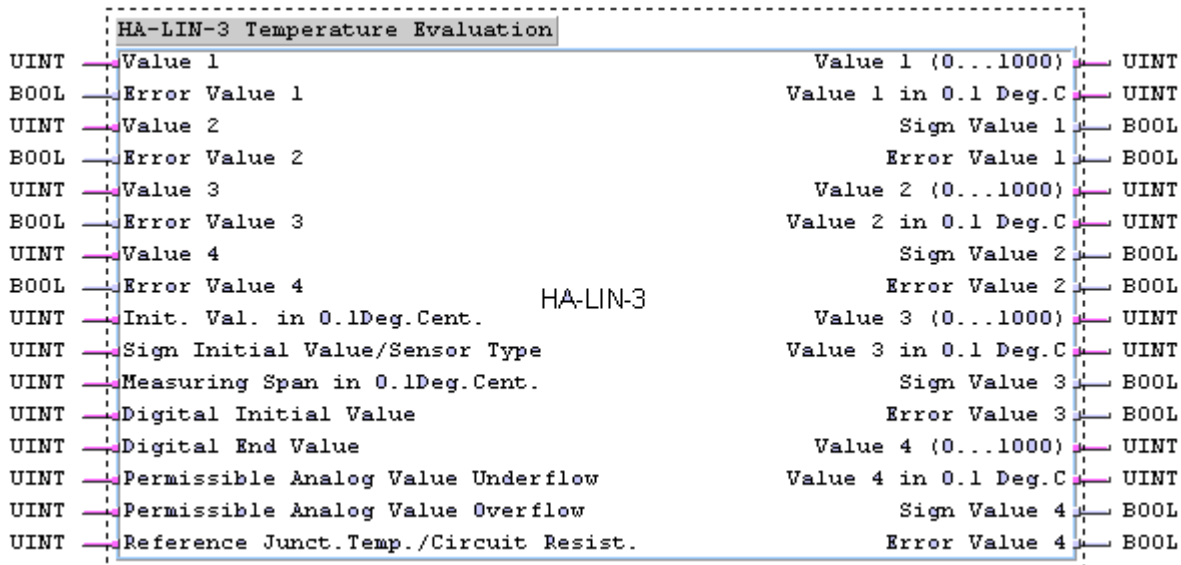 HA-LIN-3 Temperature Evaluation
UINT Value 1 Value 1 (0...1000) UINT
BOOL Error Value 1 Value 1 in 0.1 Deg.C UINT
UINT Value 2 Sign Value 1 BOOL
BOOL Error Value 2 Error Value 1 BOOL
UINT Value 3 Value 2 (0...1000) UINT
BOOL Error Value 3 Value 2 in 0.1 Deg.C UINT
UINT Value 4 Sign Value 2 BOOL
BOOL Error Value 4 Error Value 2 BOOL
HA-LIN-3
UINT Init. Val. in 0.1Deg.Cent. Value 3 (0...1000) UINT
UINT Sign Initial Value/Sensor Type Value 3 in 0.1 Deg.C UINT
UINT Measuring Span in 0.1Deg.Cent. Sign Value 3 BOOL
UINT Digital Initial Value Error Value 3 BOOL
UINT Digital End Value Value 4 (0...1000) UINT
UINT Permissible Analog Value Underflow Value 4 in 0.1 Deg.C UINT
UINT Permissible Analog Value Overflow Sign Value 4 BOOL
UINT Reference Junct.Temp./Circuit Resist. Error Value 4 BOOL